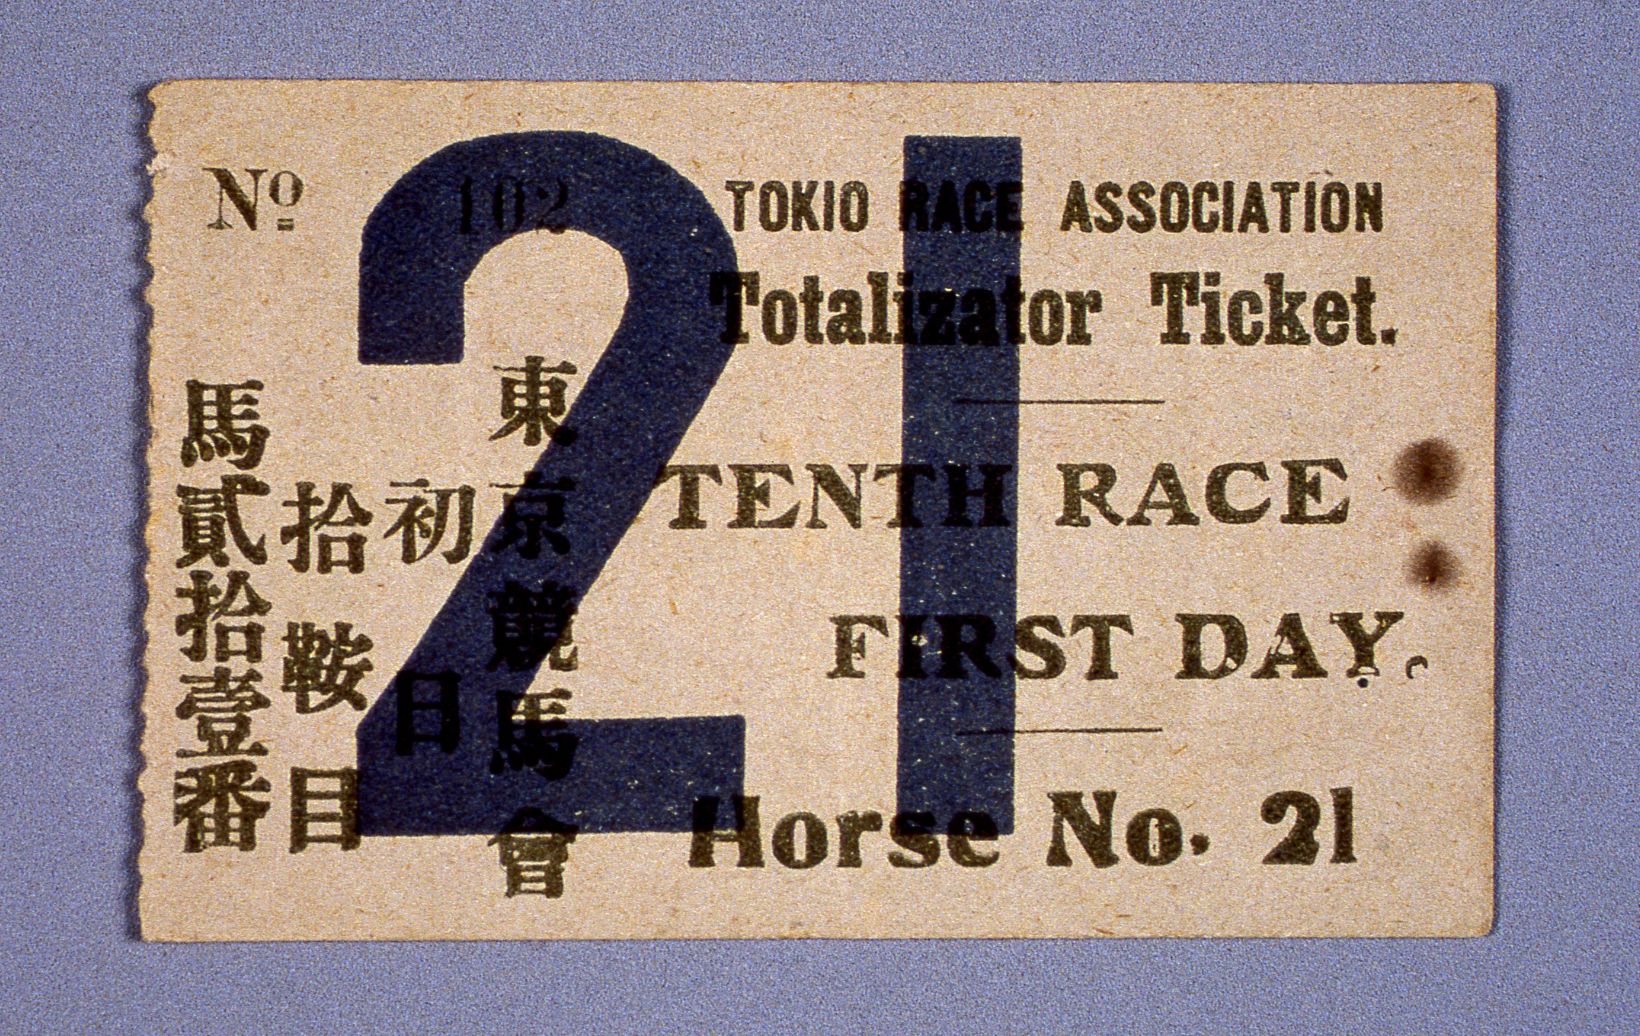 No 102
21
TOKIO RACE ASSOCIATION
Totalizator Ticket.
TENTH RACE
FIRST DAY.
Horse No. 21
東京競馬會
初日
拾鞍目
馬貳拾壹番